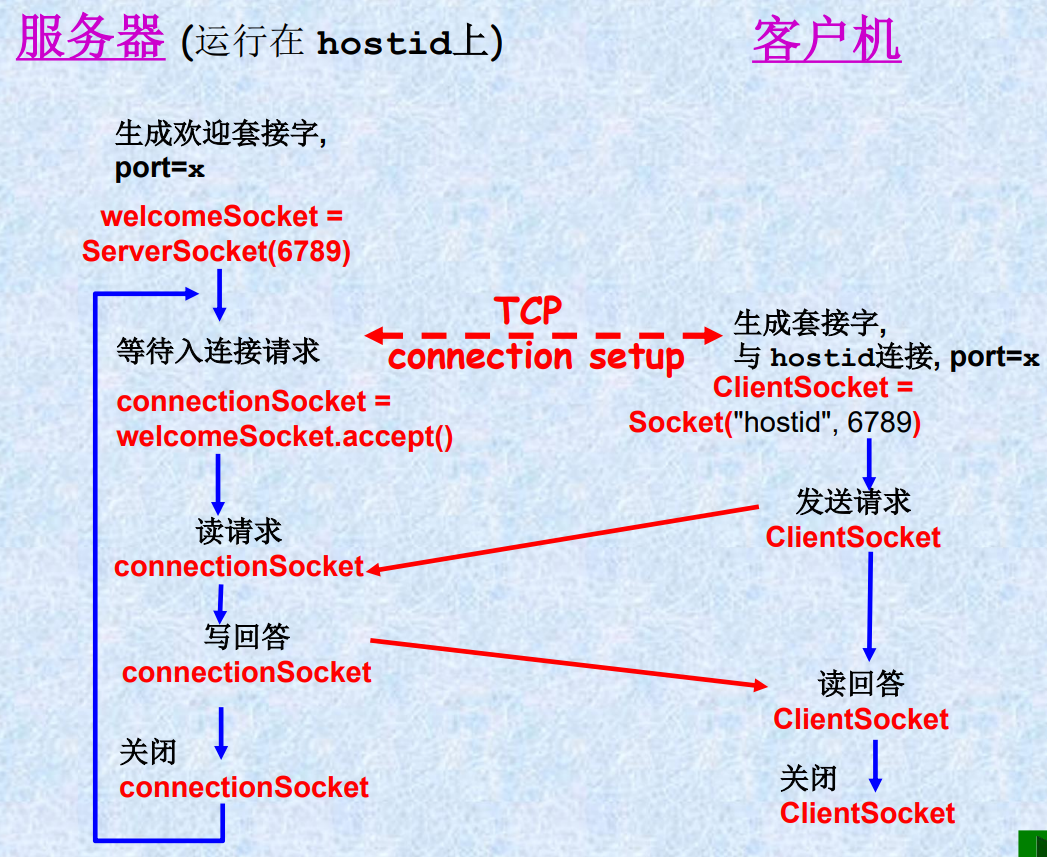 服务器 (运行在 hostid上)
生成欢迎套接字,
port=x
welcomeSocket =
ServerSocket(6789)
等待入连接请求
connectionSocket =
welcomeSocket.accept()
读请求
connectionSocket
写回答
connectionSocket
关闭
connectionSocket
TCP
connection setup
客户机
生成套接字,
与 hostid连接, port=x
ClientSocket =
Socket("hostid", 6789)
发送请求
ClientSocket
读回答
ClientSocket
关闭
ClientSocket